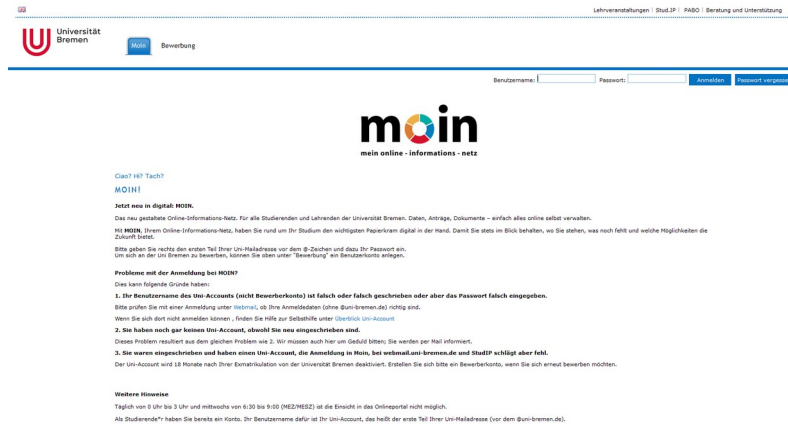 Lehrveranstaltungen | Stud.IP | PABO | Beratung und Unterstützung
Universität
Bremen
Moin
Bewerbung
Benutzername:
Passwort:
Anmelden
Passwort vergesse
moin
mein online - informations - netz
Ciao? Hi? Tach?
MOIN!
Jetzt neu in digital: MOIN.
Das neu gestaltete Online-Informations-Netz. Für alle Studierenden und Lehrenden der Universität Bremen. Daten, Anträge, Dokumente – einfach alles online selbst verwalten.
Mit MOIN, Ihrem Online-Informations-Netz, haben Sie rund um Ihr Studium den wichtigsten Papierkram digital in der Hand. Damit Sie stets im Blick behalten, wo Sie stehen, was noch fehlt und welche Möglichkeiten die
Zukunft bietet.
Bitte geben Sie rechts den ersten Teil Ihrer Uni-Mailadresse vor dem @-Zeichen und dazu Ihr Passwort ein.
Um sich an der Uni Bremen zu bewerben, können Sie oben unter "Bewerbung" ein Benutzerkonto anlegen.
Probleme mit der Anmeldung bei MOIN?
Dies kann folgende Gründe haben:
1. Ihr Benutzername des Uni-Accounts (nicht Bewerberkonto) ist falsch oder falsch geschrieben oder aber das Passwort falsch eingegeben.
Bitte prüfen Sie mit einer Anmeldung unter Webmail, ob Ihre Anmeldedaten (ohne @uni-bremen.de) richtig sind.
Wenn Sie sich dort nicht anmelden können , finden Sie Hilfe zur Selbsthilfe unter Überblick Uni-Account
2. Sie haben noch gar keinen Uni-Account, obwohl Sie neu eingeschrieben sind.
Dieses Problem resultiert aus dem gleichen Problem wie 2. Wir müssen auch hier um Geduld bitten; Sie werden per Mail informiert.
3. Sie waren eingeschrieben und haben einen Uni-Account, die Anmeldung in Moin, bei webmail.uni-bremen.de und StudIP schlägt aber fehl.
Der Uni-Account wird 18 Monate nach Ihrer Exmatrikulation von der Universität Bremen deaktiviert. Erstellen Sie sich bitte ein Bewerberkonto, wenn Sie sich erneut bewerben möchten.
Weitere Hinweise
Täglich von 0 Uhr bis 3 Uhr und mittwochs von 6:30 bis 9:00 (MEZ/MESZ) ist die Einsicht in das Onlineportal nicht möglich.
Als Studierende*r haben Sie bereits ein Konto. Ihr Benutzername dafür ist Ihr Uni-Account, das heißt der erste Teil Ihrer Uni-Mailadresse (vor dem @uni-bremen.de).